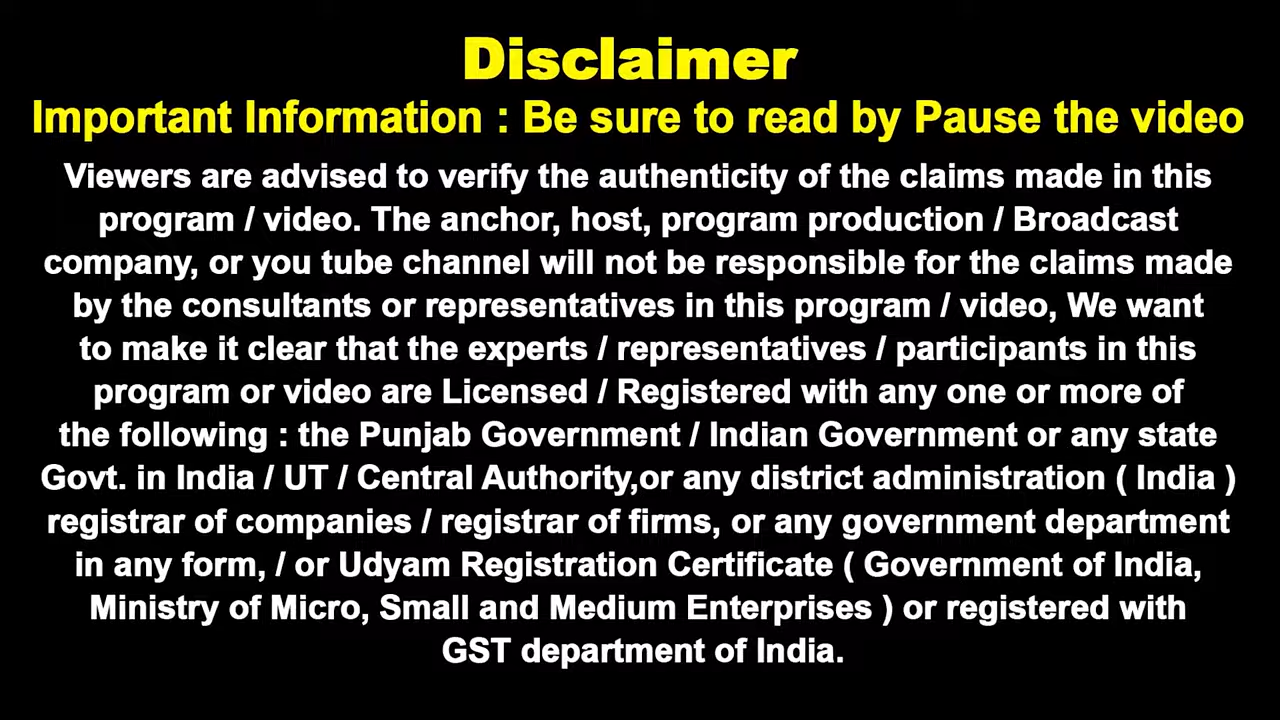 Disclaimer
Important Information : Be sure to read by Pause the video
Viewers are advised to verify the authenticity of the claims made in this
program / video. The anchor, host, program production / Broadcast
company, or you tube channel will not be responsible for the claims made
by the consultants or representatives in this program / video, We want
to make it clear that the experts / representatives / participants in this
program or video are Licensed / Registered with any one or more of
the following : the Punjab Government / Indian Government or any state
Govt. in India / UT / Central Authority,or any district administration ( India )
registrar of companies / registrar of firms, or any government department
in any form, / or Udyam Registration Certificate ( Government of India,
Ministry of Micro, Small and Medium Enterprises ) or registered with
GST department of India.